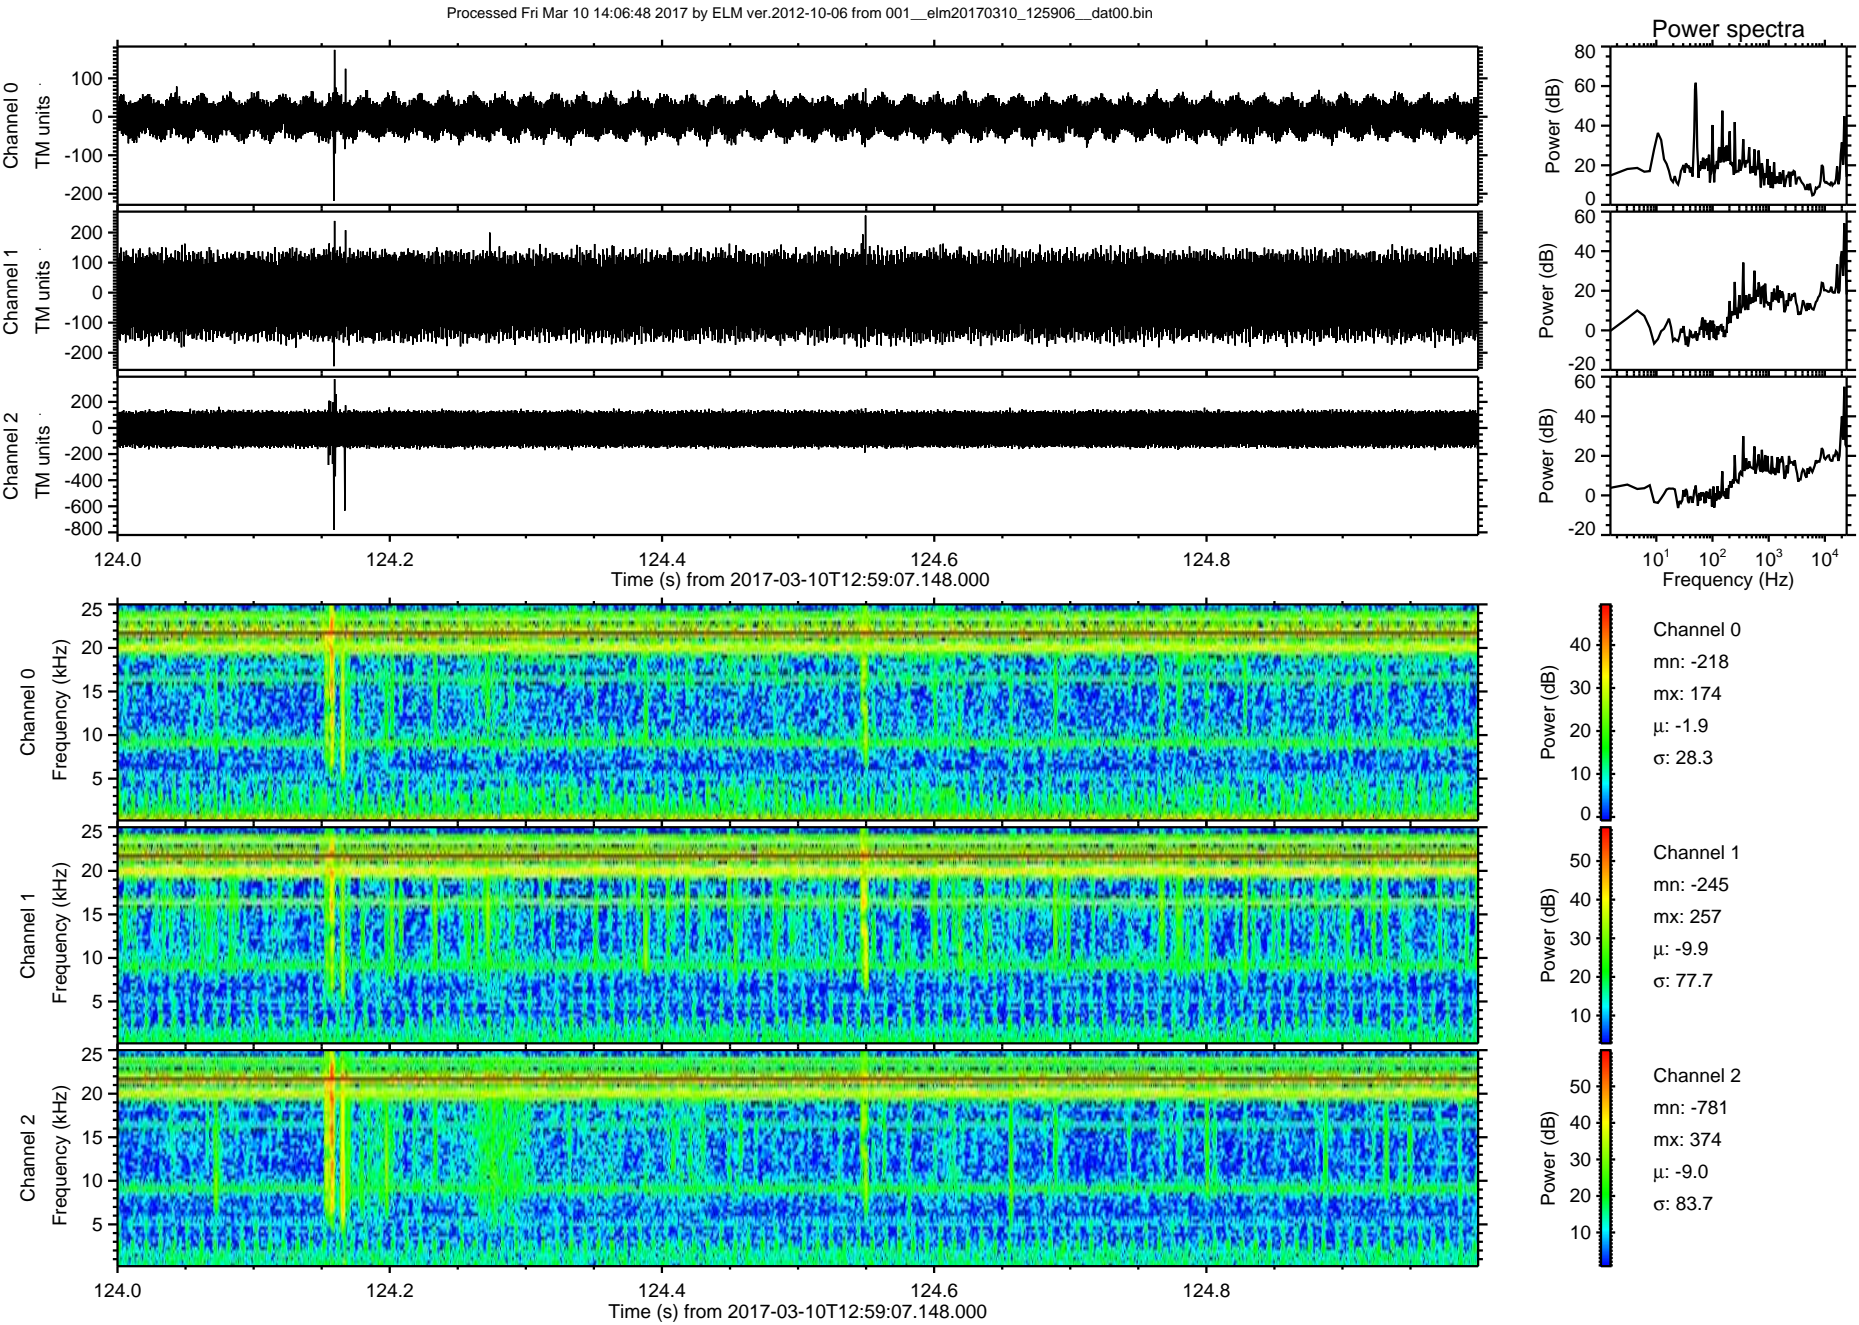 Processed Fri Mar 10 14:06:48 2017 by ELM ver.2012-10-06 from 001__elm20170310_125906__dat00.bin
Power spectra
Channel 0
TM units
100
0
-100
-200
Power (dB)
80
60
40
20
0
Channel 1
TM units
200
100
0
-100
-200
Power (dB)
60
40
20
0
-20
Channel 2
TM units
200
0
-200
-400
-600
-800
Power (dB)
60
40
20
0
-20
124.0
124.2
124.4
124.6
124.8
Time (s) from 2017-03-10T12:59:07.148.000
10^1
10^2
10^3
10^4
Frequency (Hz)
Channel 0
Frequency (kHz)
25
20
15
10
5
Power (dB)
40
30
20
10
0
Channel 0
mn: -218
mx: 174
μ: -1.9
σ: 28.3
Channel 1
Frequency (kHz)
25
20
15
10
5
Power (dB)
50
40
30
20
10
Channel 1
mn: -245
mx: 257
μ: -9.9
σ: 77.7
Channel 2
Frequency (kHz)
25
20
15
10
5
Power (dB)
50
40
30
20
10
Channel 2
mn: -781
mx: 374
μ: -9.0
σ: 83.7
124.0
124.2
124.4
124.6
124.8
Time (s) from 2017-03-10T12:59:07.148.000